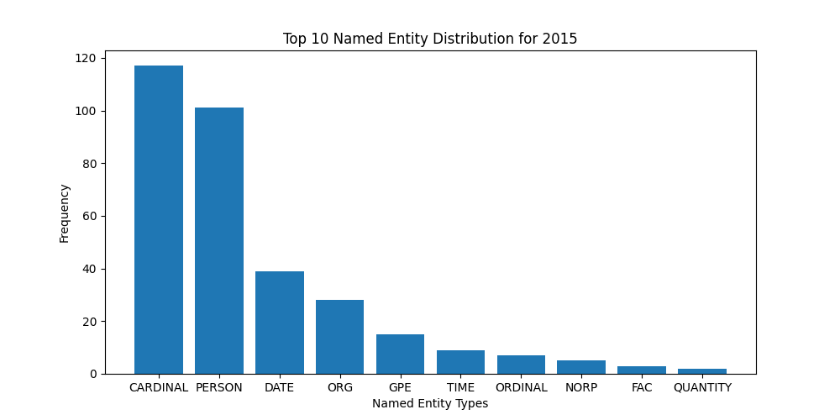 Top 10 Named Entity Distribution for 2015
120
100
80
60
40
20
0
Frequency
CARDINAL PERSON DATE ORG GPE TIME ORDINAL NORP FAC QUANTITY
Named Entity Types